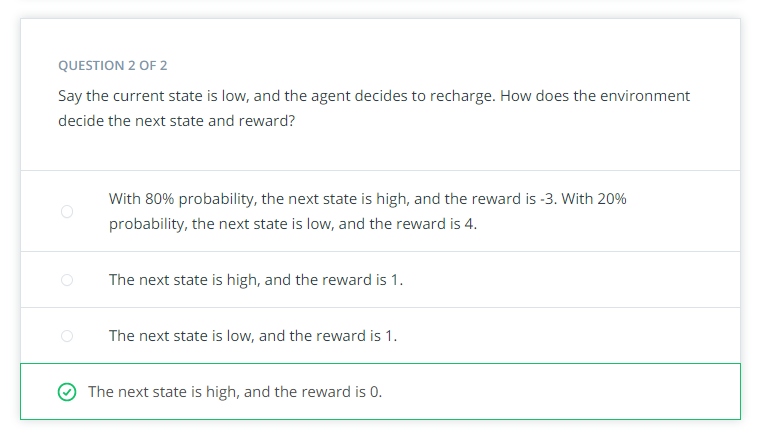 QUESTION 2 OF 2
Say the current state is low, and the agent decides to recharge. How does the environment
decide the next state and reward?
With 80% probability, the next state is high, and the reward is -3. With 20%
probability, the next state is low, and the reward is 4.
The next state is high, and the reward is 1.
The next state is low, and the reward is 1.
The next state is high, and the reward is 0.